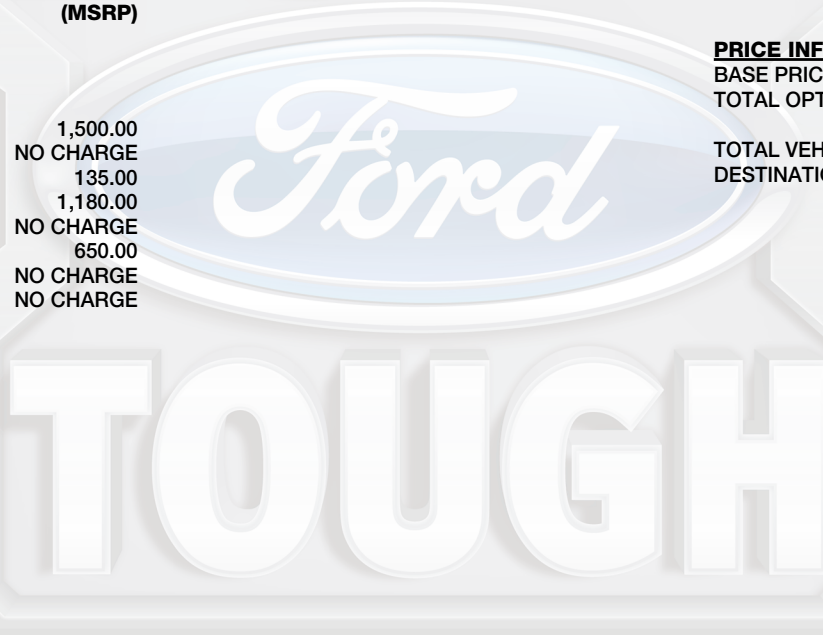 (MSRP)
1,500.00
NO CHARGE
135.00
1,180.00
NO CHARGE
650.00
NO CHARGE
NO CHARGE
PRICE INF
BASE PRIC
TOTAL OPT
TOTAL VEH
DESTINATIO
Ford
TOUGH